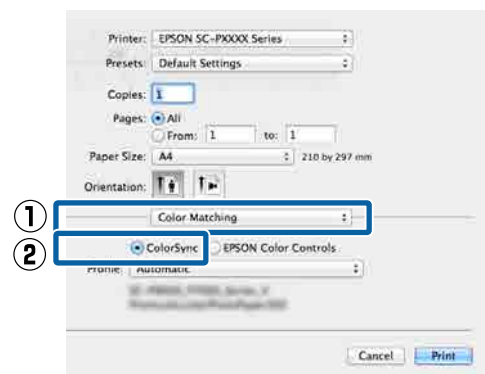 Printer: EPSON SC-PXXXX Series
Presets: Default Settings
Copies: 1
Pages: All
From: 1 to: 1
Paper Size: A4 210 by 297 mm
Orientation:
1 Color Matching
2 ColorSync EPSON Color Controls
Profile: Automatic
Cancel Print